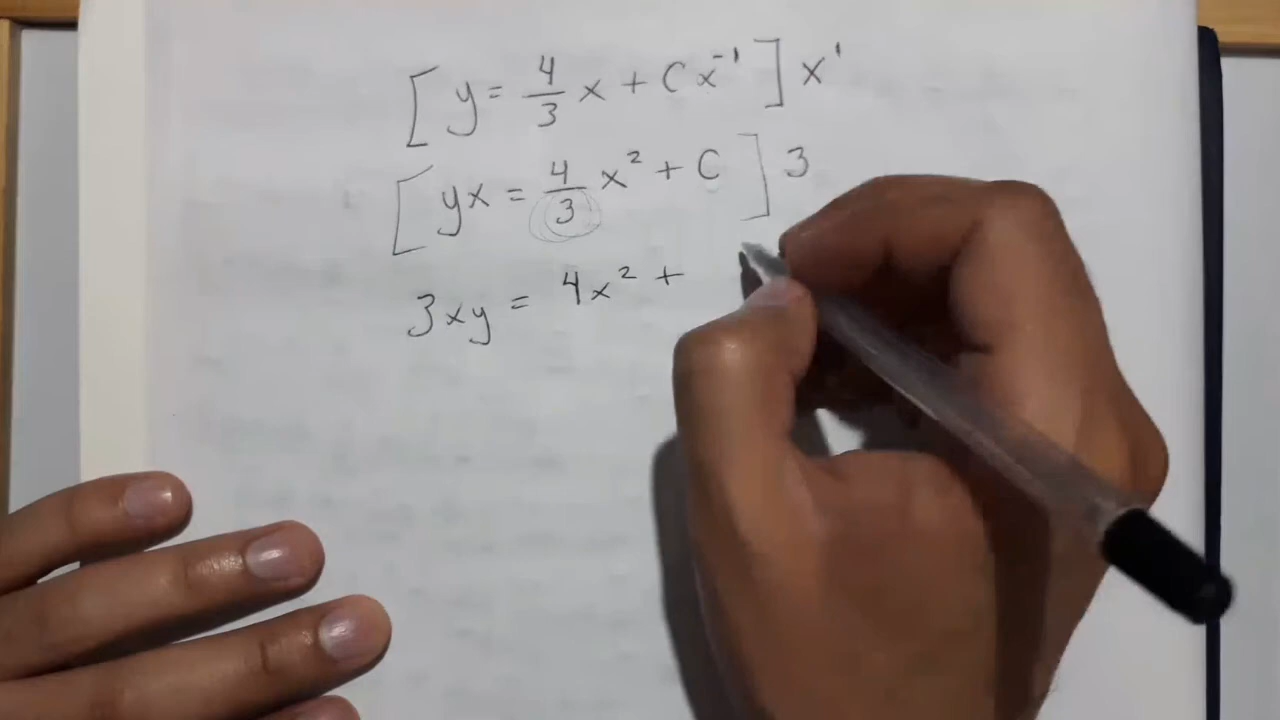 [ y = 4/3 x + C x⁻¹ ] x¹
[ yx = 4/3 x² + C ] 3
3xy = 4x² +